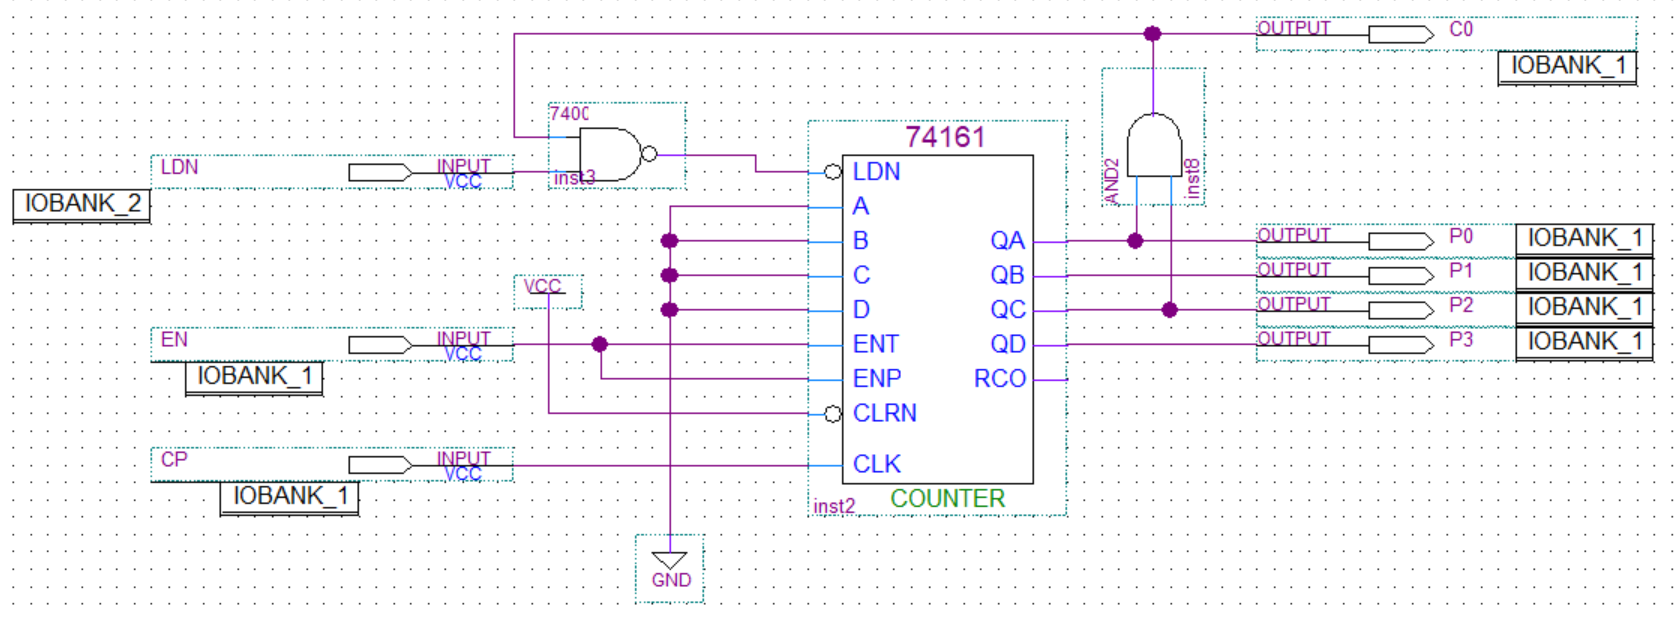 OUTPUT C0
IOBANK_1
7400
74161
LDN INPUT
VCC
inst3
LDN
AND2
inst8
IOBANK_2
A
B QA OUTPUT P0 IOBANK_1
VCC C QB OUTPUT P1 IOBANK_1
D QC OUTPUT P2 IOBANK_1
EN INPUT
VCC
ENT QD OUTPUT P3 IOBANK_1
IOBANK_1
ENP RCO
CLRN
CP INPUT
VCC
CLK
IOBANK_1
inst2 COUNTER
GND